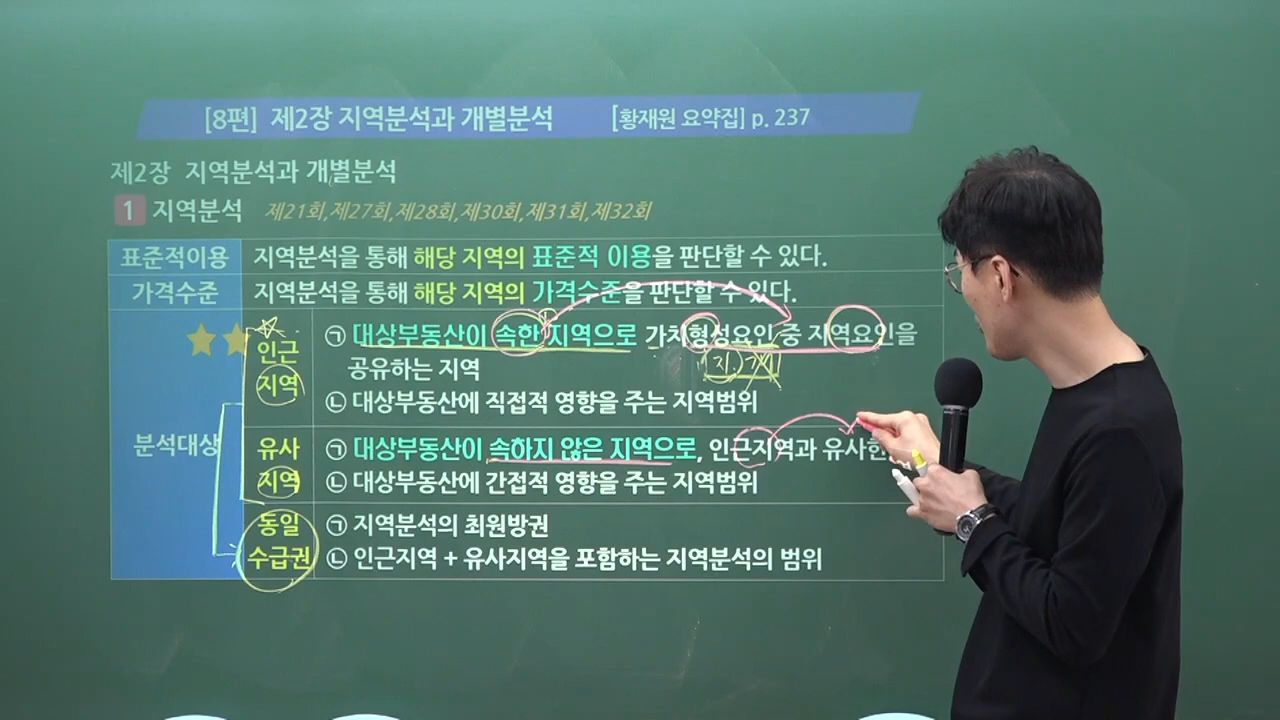 [8편] 제2장 지역분석과 개별분석 [황재원 요약집] p. 237
제2장 지역분석과 개별분석
1 지역분석 제21회,제27회,제28회,제30회,제31회,제32회
표준적이용 지역분석을 통해 해당 지역의 표준적 이용을 판단할 수 있다.
가격수준 지역분석을 통해 해당 지역의 가격수준을 판단할 수 있다.
분석대상
인근
지역
㉠ 대상부동산이 속한 지역으로 가치형성요인 중 지역요인을
지.개
공유하는 지역
㉡ 대상부동산에 직접적 영향을 주는 지역범위
유사
지역
㉠ 대상부동산이 속하지 않은 지역으로, 인근지역과 유사한
㉡ 대상부동산에 간접적 영향을 주는 지역범위
동일
수급권
㉠ 지역분석의 최원방권
㉡ 인근지역 + 유사지역을 포함하는 지역분석의 범위